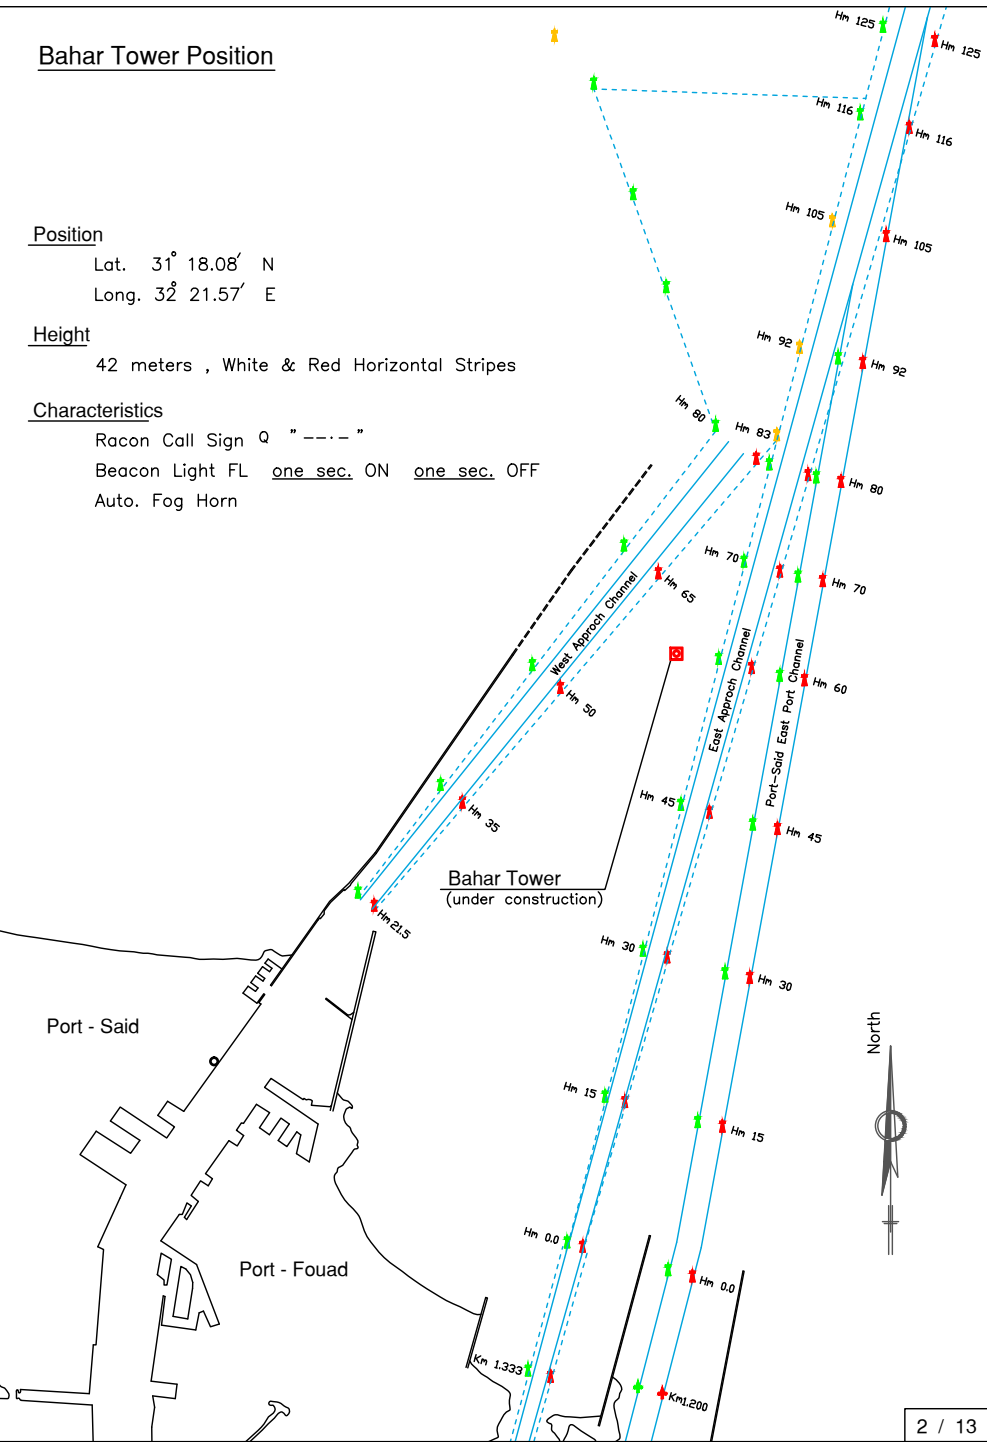 Bahar Tower Position
Position
Lat. 31° 18.08′ N
Long. 32° 21.57′ E
Height
42 meters , White & Red Horizontal Stripes
Characteristics
Racon Call Sign Q " – – · – "
Beacon Light FL one sec. ON one sec. OFF
Auto. Fog Horn
Hm 125
Hm 125
Hm 116
Hm 116
Hm 105
Hm 105
Hm 92
Hm 92
Hm 80
Hm 83
Hm 80
Hm 70
Hm 70
Hm 65
West Approch Channel
East Approch Channel
Port-Said East Port Channel
Hm 60
Hm 50
Hm 45
Hm 45
Hm 35
Bahar Tower
(under construction)
Hm 21.5
Hm 30
Hm 30
Port - Said
North
Hm 15
Hm 15
Hm 0.0
Hm 0.0
Port - Fouad
Km 1.333
Km1.200
2 / 13